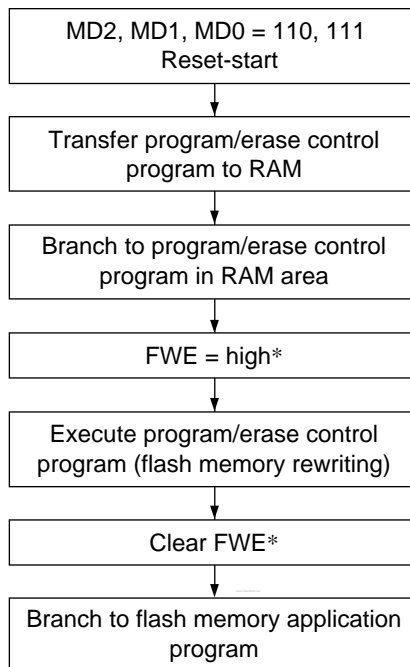 MD2, MD1, MD0 = 110, 111
Reset-start
Transfer program/erase control
program to RAM
Branch to program/erase control
program in RAM area
FWE = high*
Execute program/erase control
program (flash memory rewriting)
Clear FWE*
Branch to flash memory application
program